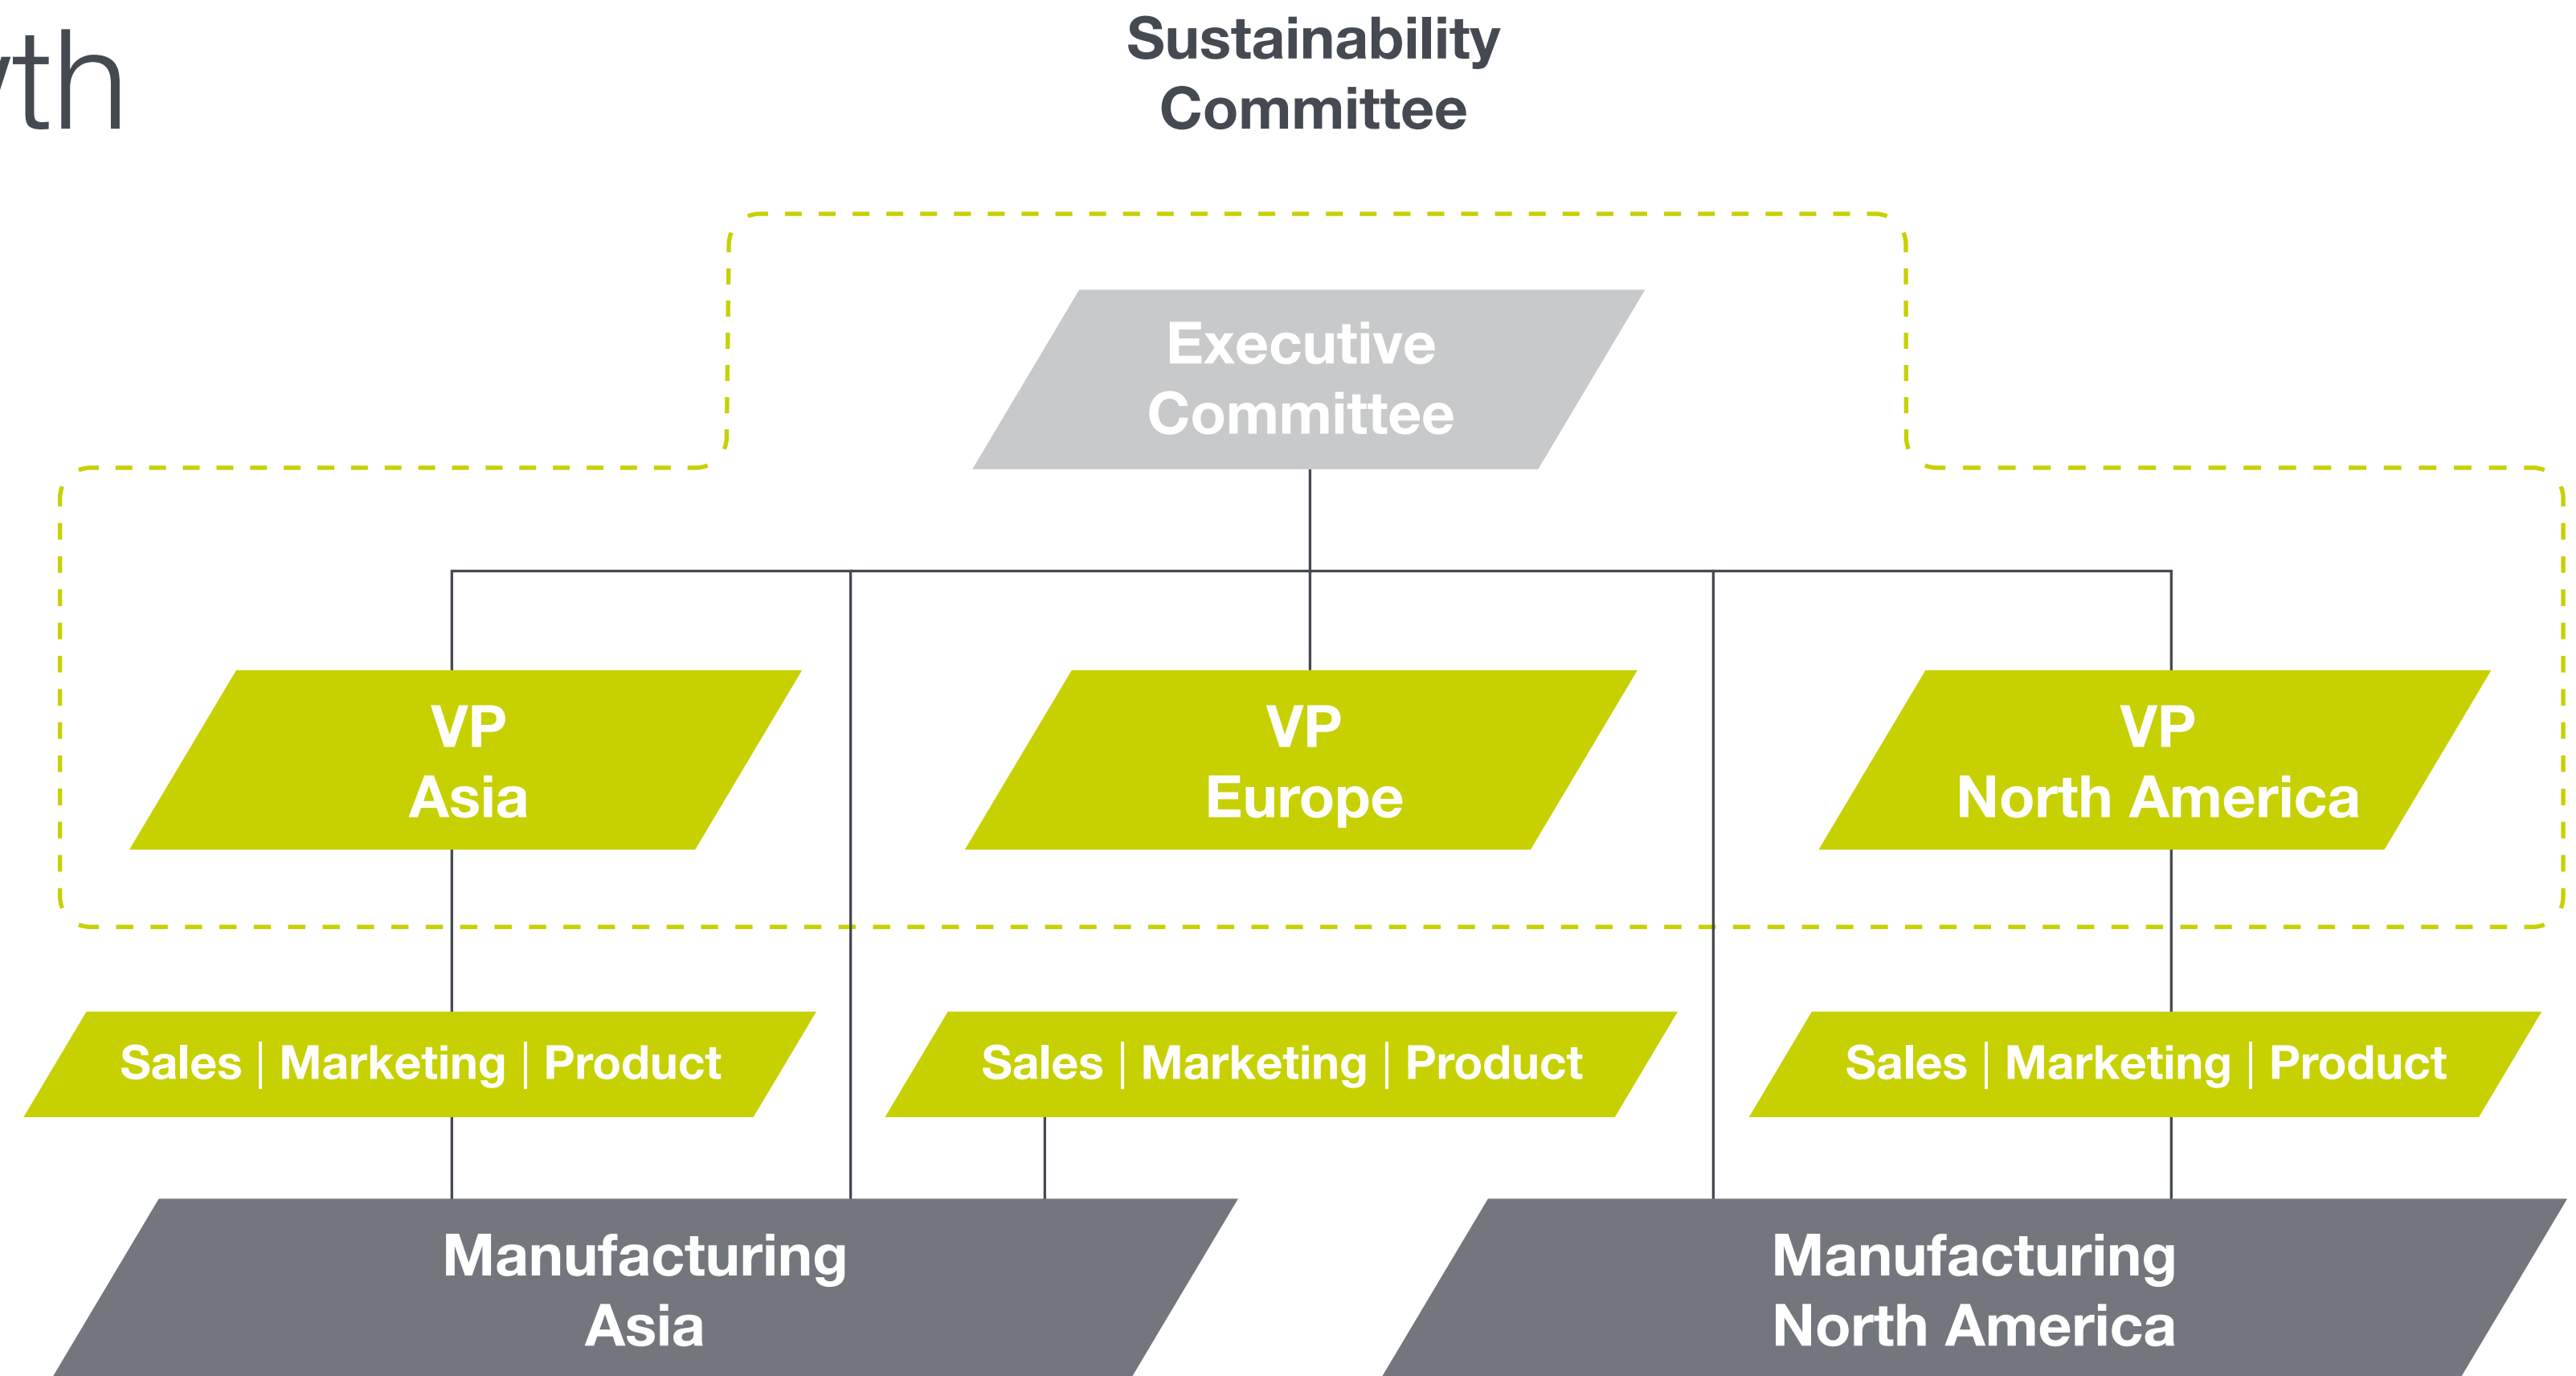 Sustainability
Committee
Executive
Committee
VP
Asia
VP
Europe
VP
North America
Sales | Marketing | Product
Sales | Marketing | Product
Sales | Marketing | Product
Manufacturing
Asia
Manufacturing
North America